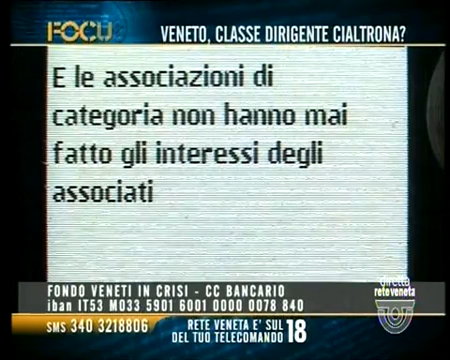 FOCU
VENETO, CLASSE DIRIGENTE CIALTRONA?
E le associazioni di
categoria non hanno mai
fatto gli interessi degli
associati
FONDO VENETI IN CRISI - CC BANCARIO
iban IT53 M033 5901 6001 0000 0078 840
diretta
reteveneta
SMS 340 3218806
RETE VENETA E' SUL
DEL TUO TELECOMANDO 18